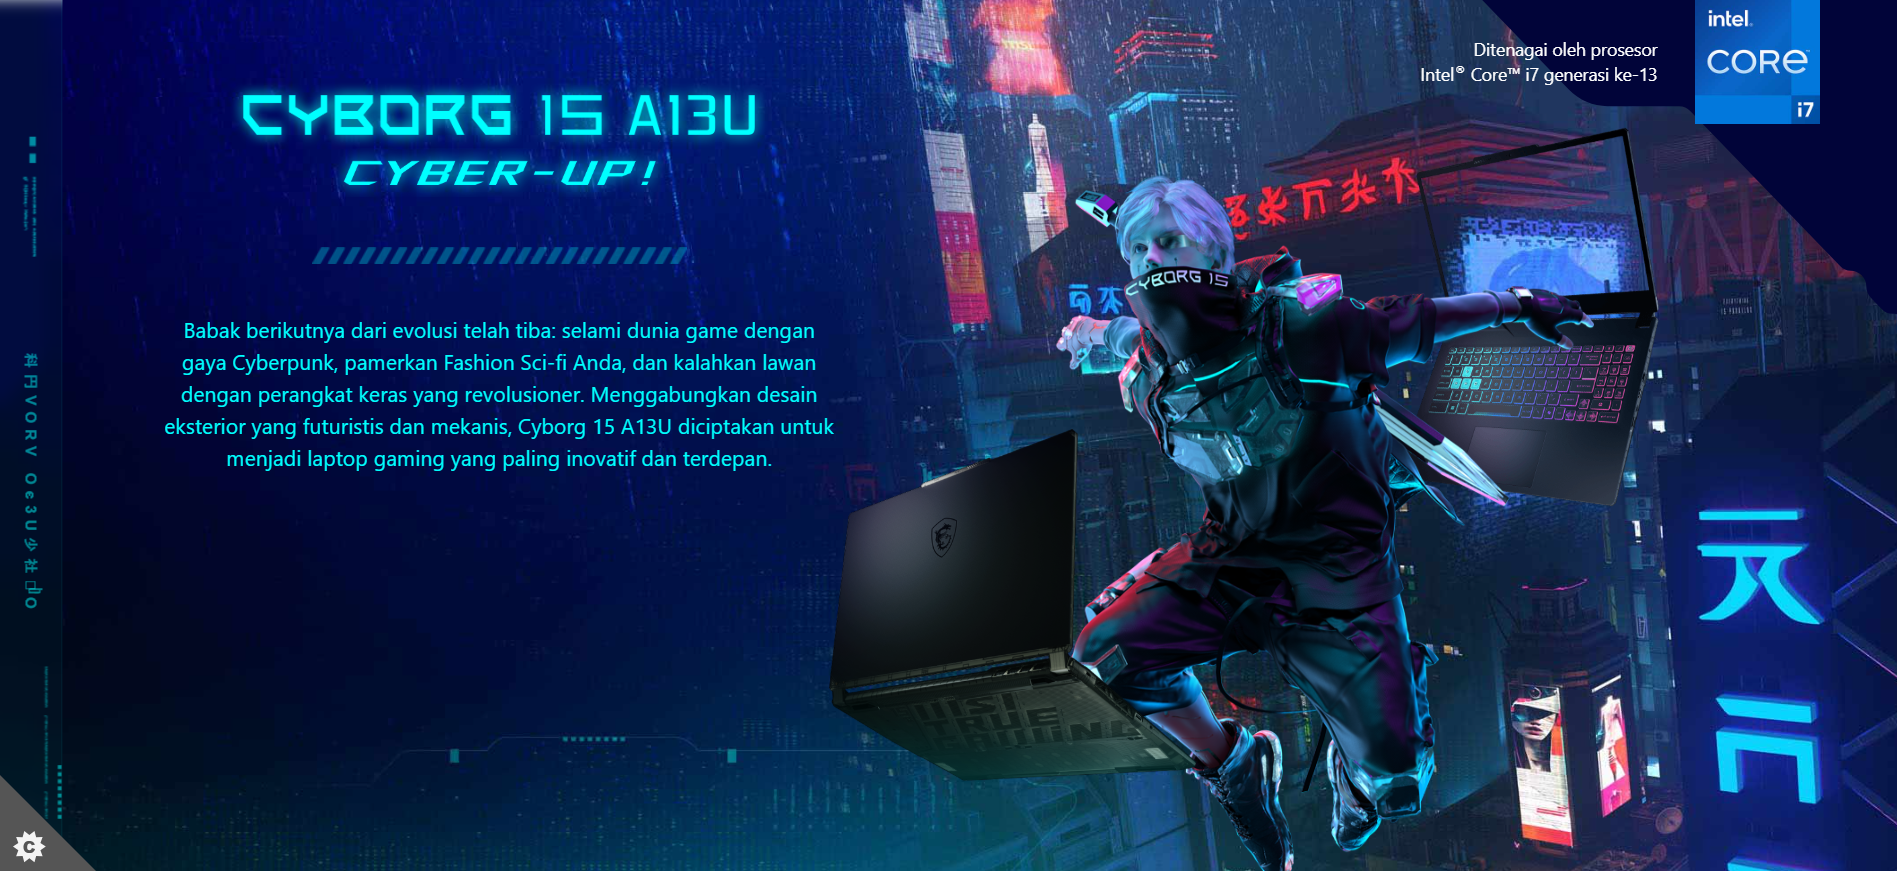 intel.
CORE™
i7
Ditenagai oleh prosesor
Intel® Core™ i7 generasi ke-13
CYBORG 15 A13U
CYBER-UP!
Babak berikutnya dari evolusi telah tiba: selami dunia game dengan
gaya Cyberpunk, pamerkan Fashion Sci-fi Anda, dan kalahkan lawan
dengan perangkat keras yang revolusioner. Menggabungkan desain
eksterior yang futuristis dan mekanis, Cyborg 15 A13U diciptakan untuk
menjadi laptop gaming yang paling inovatif dan terdepan.
CYBORG 15
msi
C